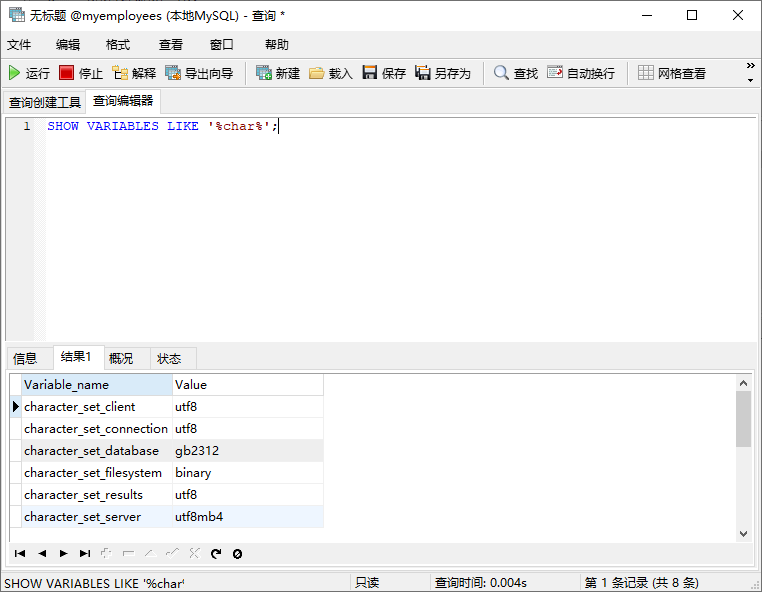 无标题 @myemployees (本地MySQL) - 查询 *
文件 编辑 格式 查看 窗口 帮助
运行 停止 解释 导出向导 新建 载入 保存 另存为 查找 自动换行 网格查看 »
查询创建工具 查询编辑器
1 SHOW VARIABLES LIKE '%char%';
信息 结果1 概况 状态
Variable_name Value
character_set_client utf8
character_set_connection utf8
character_set_database gb2312
character_set_filesystem binary
character_set_results utf8
character_set_server utf8mb4
SHOW VARIABLES LIKE '%char' 只读 查询时间: 0.004s 第 1 条记录 (共 8 条)